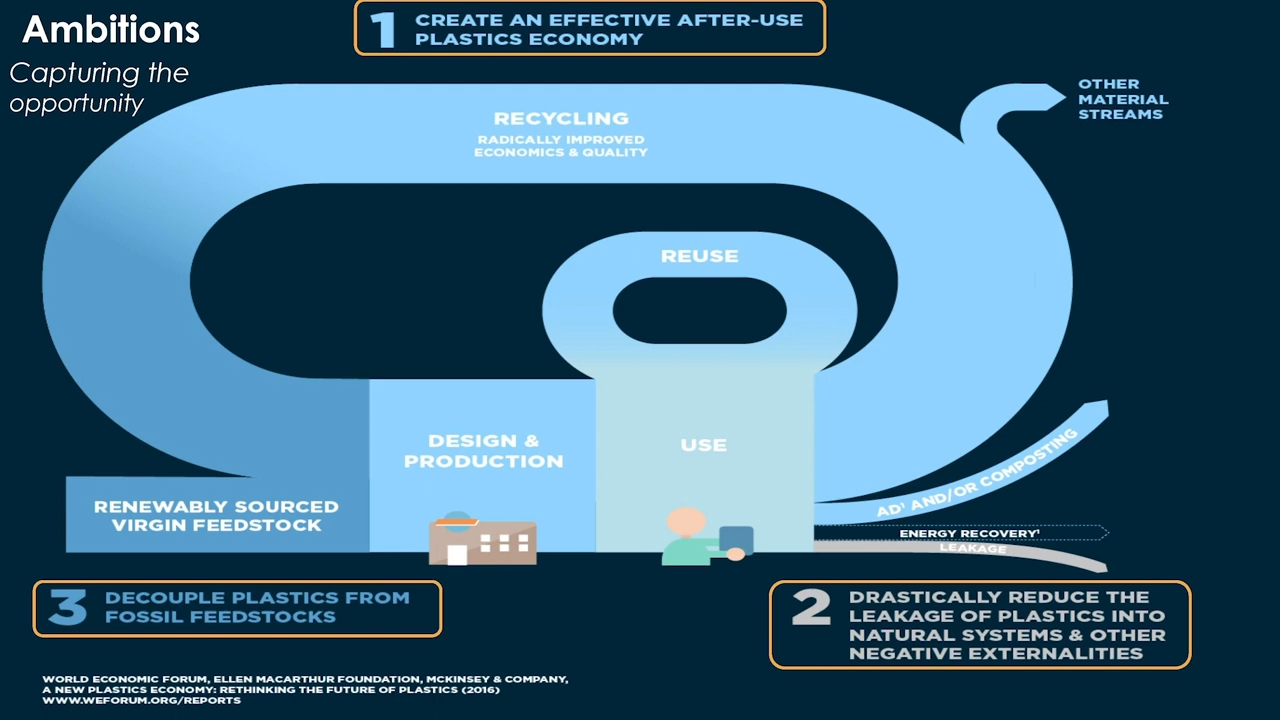 Ambitions
Capturing the
opportunity
1 CREATE AN EFFECTIVE AFTER-USE
PLASTICS ECONOMY
OTHER
MATERIAL
STREAMS
RECYCLING
RADICALLY IMPROVED
ECONOMICS & QUALITY
REUSE
DESIGN &
PRODUCTION
USE
RENEWABLY SOURCED
VIRGIN FEEDSTOCK
AD¹ AND/OR COMPOSTING
ENERGY RECOVERY¹
LEAKAGE
3 DECOUPLE PLASTICS FROM
FOSSIL FEEDSTOCKS
2 DRASTICALLY REDUCE THE
LEAKAGE OF PLASTICS INTO
NATURAL SYSTEMS & OTHER
NEGATIVE EXTERNALITIES
WORLD ECONOMIC FORUM, ELLEN MACARTHUR FOUNDATION, MCKINSEY & COMPANY,
A NEW PLASTICS ECONOMY: RETHINKING THE FUTURE OF PLASTICS (2016)
WWW.WEFORUM.ORG/REPORTS